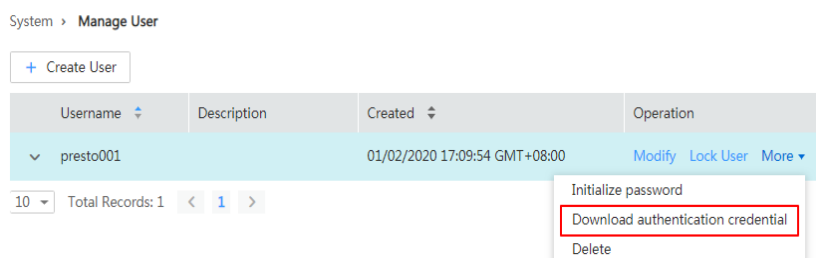 System > Manage User
+ Create User
Username Description Created Operation
presto001 01/02/2020 17:09:54 GMT+08:00 Modify Lock User More
Initialize password
10 Total Records: 1 < 1 >
Download authentication credential
Delete